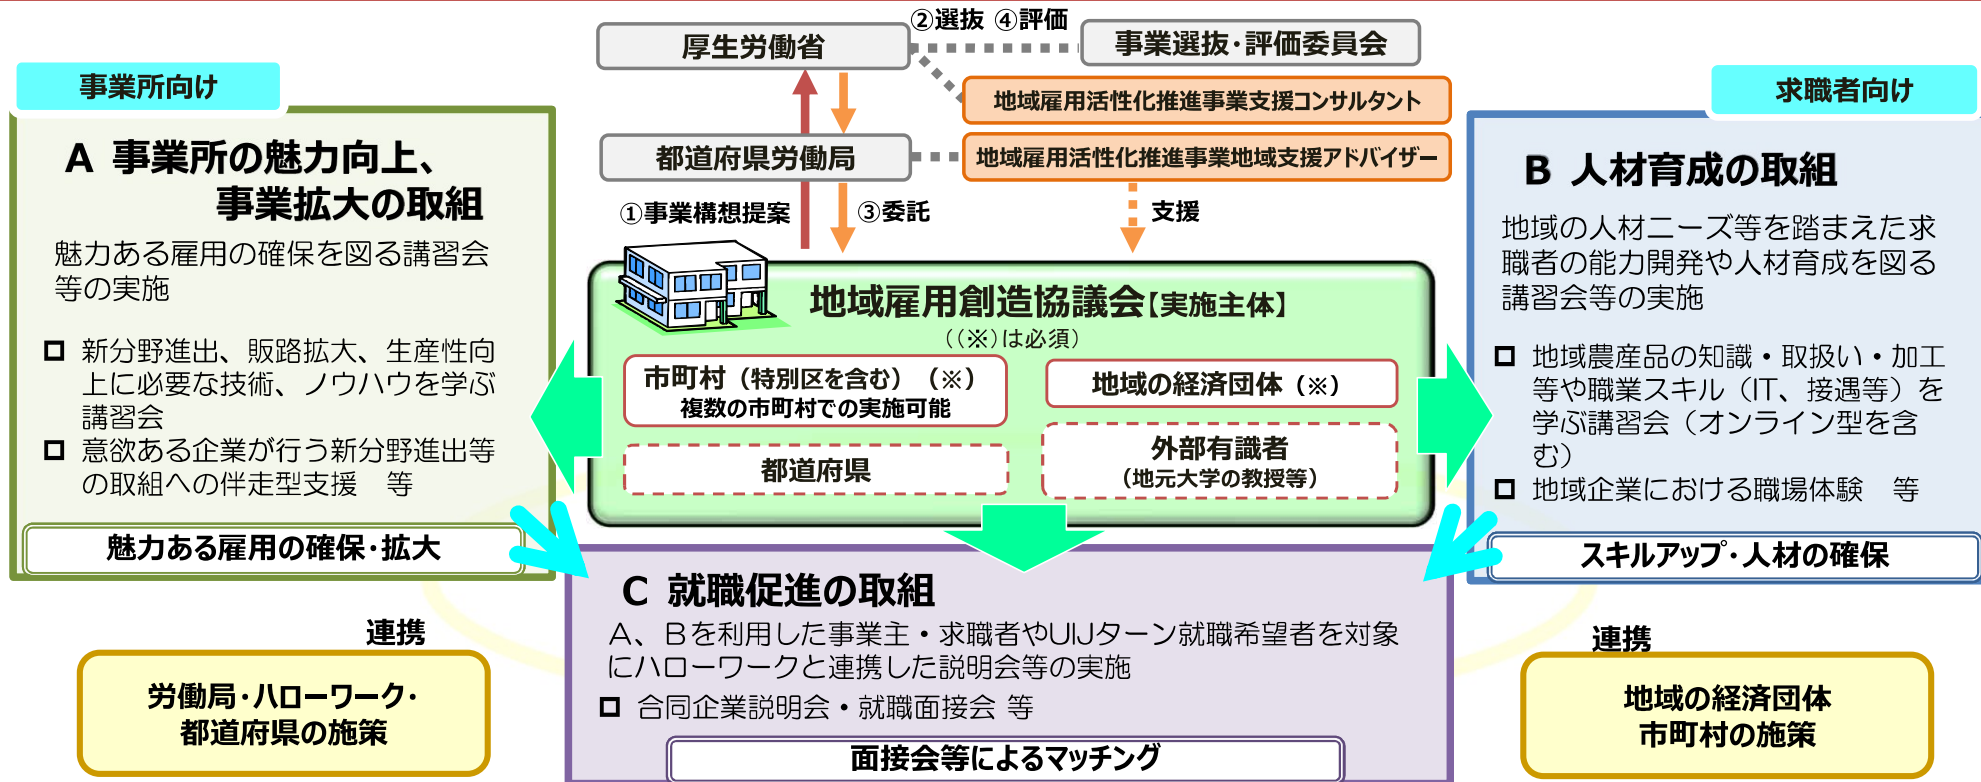 ②選抜 ④評価
厚生労働省
事業選抜・評価委員会
地域雇用活性化推進事業支援コンサルタント
都道府県労働局
地域雇用活性化推進事業地域支援アドバイザー
①事業構想提案
③委託
支援
事業所向け
A 事業所の魅力向上、
事業拡大の取組
魅力ある雇用の確保を図る講習会
等の実施
新分野進出、販路拡大、生産性向
上に必要な技術、ノウハウを学ぶ
講習会
意欲ある企業が行う新分野進出等
の取組への伴走型支援　等
魅力ある雇用の確保・拡大
地域雇用創造協議会【実施主体】
（（※）は必須）
市町村（特別区を含む）（※）
複数の市町村での実施可能
地域の経済団体（※）
都道府県
外部有識者
（地元大学の教授等）
求職者向け
B 人材育成の取組
地域の人材ニーズ等を踏まえた求
職者の能力開発や人材育成を図る
講習会等の実施
地域農産品の知識・取扱い・加工
等や職業スキル（IT、接遇等）を
学ぶ講習会（オンライン型を含
む）
地域企業における職場体験　等
スキルアップ・人材の確保
C 就職促進の取組
A、Bを利用した事業主・求職者やUIJターン就職希望者を対象
にハローワークと連携した説明会等の実施
合同企業説明会・就職面接会 等
面接会等によるマッチング
連携
労働局・ハローワーク・
都道府県の施策
連携
地域の経済団体
市町村の施策